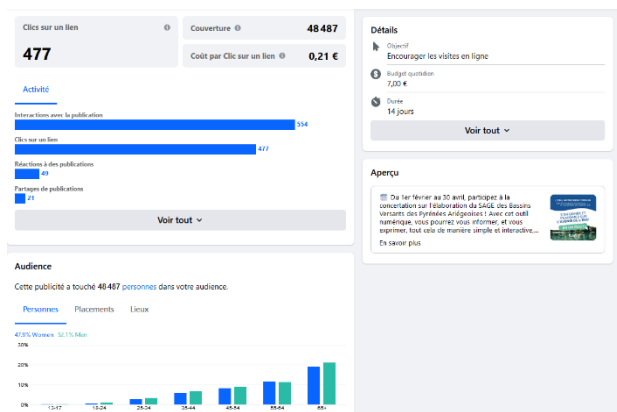 Clics sur un lien
477
Couverture
48 487
Coût par Clic sur un lien
0,21 €
Activité
Interactions avec la publication
554
Clics sur un lien
477
Réactions à des publications
49
Partages de publications
21
Voir tout
Audience
Cette publicité a touché 48 487 personnes dans votre audience.
Personnes Placements Lieux
47.9% Women 52.1% Men
30%
20%
10%
0%
13-17 18-24 25-34 35-44 45-54 55-64 65+
Détails
Objectif
Encourager les visites en ligne
Budget quotidien
7,00 €
Durée
14 jours
Voir tout
Aperçu
Du 1er février au 30 avril, participez à la
concertation sur l'élaboration du SAGE des Bassins
Versants des Pyrénées Ariégeoises ! Avec cet outil
numérique, vous pourrez vous informer, et vous
exprimer, tout cela de manière simple et interactive,...
En savoir plus